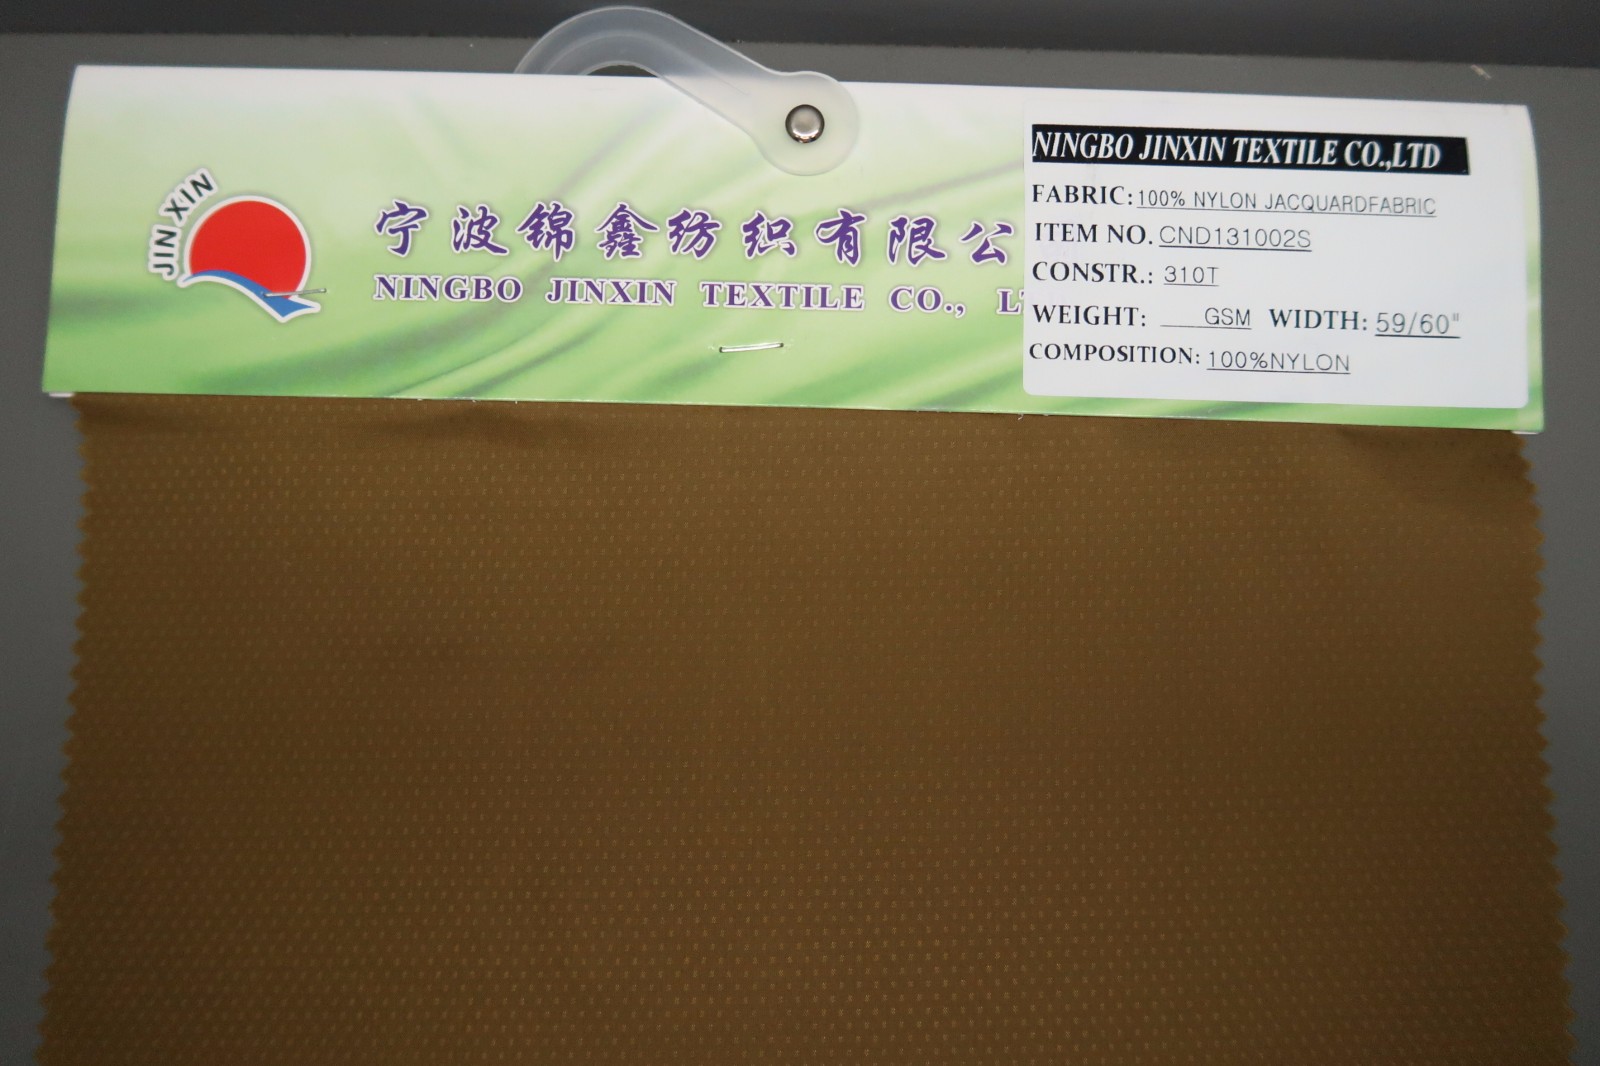 JIN XIN
宁波锦鑫纺织有限公
NINGBO JINXIN TEXTILE CO., L
NINGBO JINXIN TEXTILE CO.,LTD
FABRIC: 100% NYLON JACQUARDFABRIC
ITEM NO. CND131002S
CONSTR.: 310T
WEIGHT: ___GSM WIDTH: 59/60"
COMPOSITION: 100%NYLON